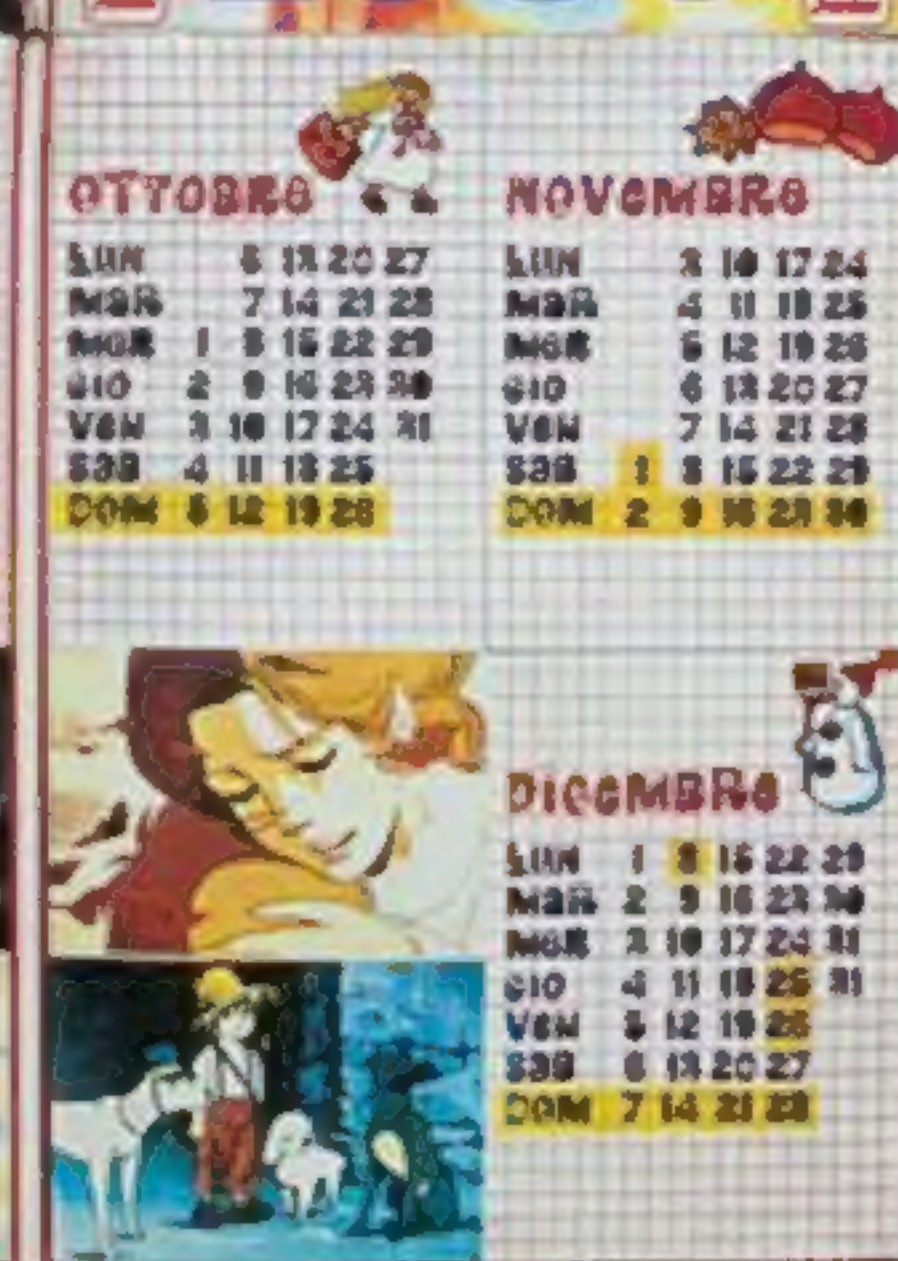 OTTOBRE
LUN 6 13 20 27
MAR 7 14 21 28
MER 1 8 15 22 29
GIO 2 9 16 23 30
VEN 3 10 17 24 31
SAB 4 11 18 25
DOM 5 12 19 26
NOVEMBRE
LUN 3 10 17 24
MAR 4 11 18 25
MER 5 12 19 26
GIO 6 13 20 27
VEN 7 14 21 28
SAB 1 8 15 22 29
DOM 2 9 16 23 30
DICEMBRE
LUN 1 8 15 22 29
MAR 2 9 16 23 30
MER 3 10 17 24 31
GIO 4 11 18 25 31
VEN 5 12 19 26
SAB 6 13 20 27
DOM 7 14 21 28